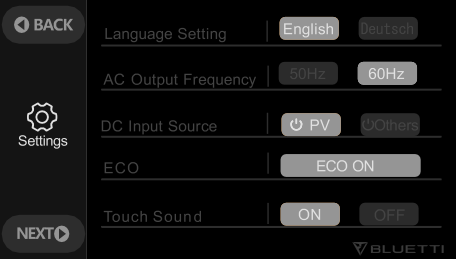 BACK
Language Setting English Deutsch
AC Output Frequency 50Hz 60Hz
DC Input Source PV Others
Settings
ECO ECO ON
Touch Sound ON OFF
NEXT
BLUETTI